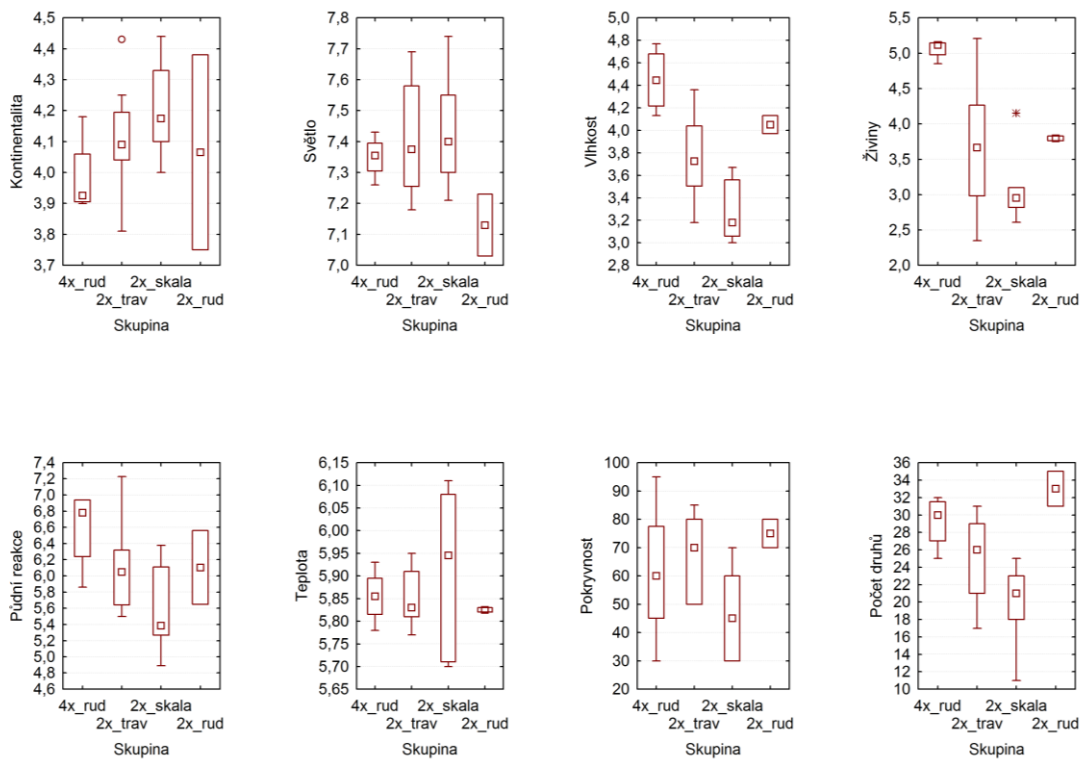 Kontinentalita
4,5
4,4
4,3
4,2
4,1
4,0
3,9
3,8
3,7
4x_rud 2x_skala
2x_trav 2x_rud
Skupina
Světlo
7,8
7,7
7,6
7,5
7,4
7,3
7,2
7,1
7,0
4x_rud 2x_skala
2x_trav 2x_rud
Skupina
Vlhkost
5,0
4,8
4,6
4,4
4,2
4,0
3,8
3,6
3,4
3,2
3,0
2,8
4x_rud 2x_skala
2x_trav 2x_rud
Skupina
Živiny
5,5
5,0
4,5
4,0
3,5
3,0
2,5
2,0
4x_rud 2x_skala
2x_trav 2x_rud
Skupina
Půdní reakce
7,4
7,2
7,0
6,8
6,6
6,4
6,2
6,0
5,8
5,6
5,4
5,2
5,0
4,8
4,6
4x_rud 2x_skala
2x_trav 2x_rud
Skupina
Teplota
6,15
6,10
6,05
6,00
5,95
5,90
5,85
5,80
5,75
5,70
5,65
4x_rud 2x_skala
2x_trav 2x_rud
Skupina
Pokryvnost
100
90
80
70
60
50
40
30
20
4x_rud 2x_skala
2x_trav 2x_rud
Skupina
Počet druhů
36
34
32
30
28
26
24
22
20
18
16
14
12
10
4x_rud 2x_skala
2x_trav 2x_rud
Skupina